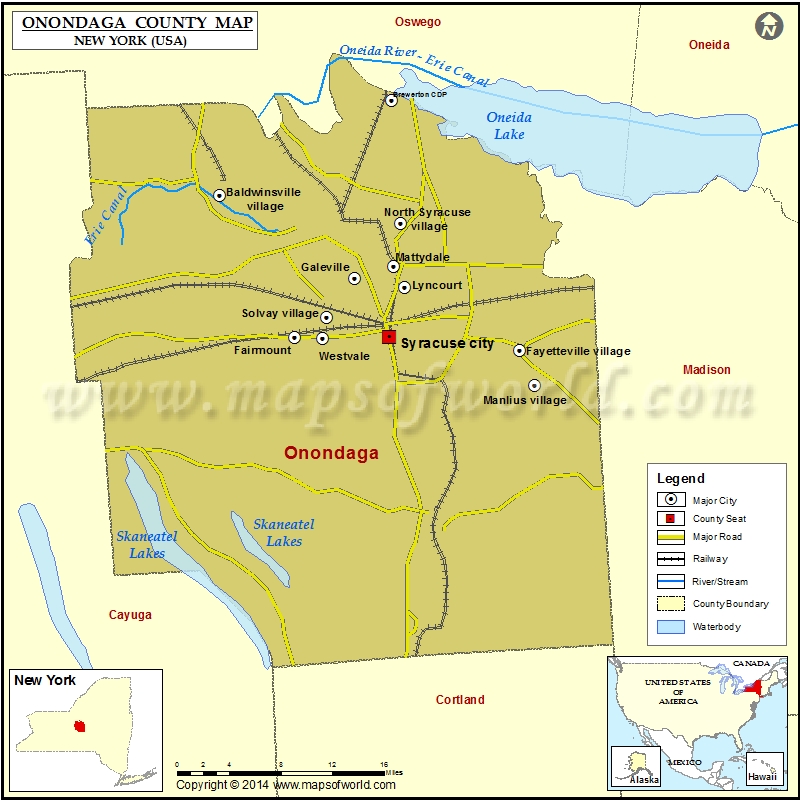 ONONDAGA COUNTY MAP
NEW YORK (USA)
Oswego
Oneida
Oneida River - Erie Canal
Brewerton CDP
Oneida
Lake
Baldwinsville
village
Erie Canal
North Syracuse
village
Mattydale
Galeville
Lyncourt
Solvay village
Syracuse city
Fairmount
Westvale
Fayetteville village
Manlius village
Madison
www.mapsofworld.com
Onondaga
Skaneatel
Lakes
Skaneatel
Lakes
Cayuga
Cortland
Legend
Major City
County Seat
Major Road
Railway
River/Stream
County Boundary
Waterbody
New York
CANADA
UNITED STATES
OF
AMERICA
MEXICO
Alaska
Hawaii
0 2 4 8 12 16
Miles
Copyright © 2014 www.mapsofworld.com
N